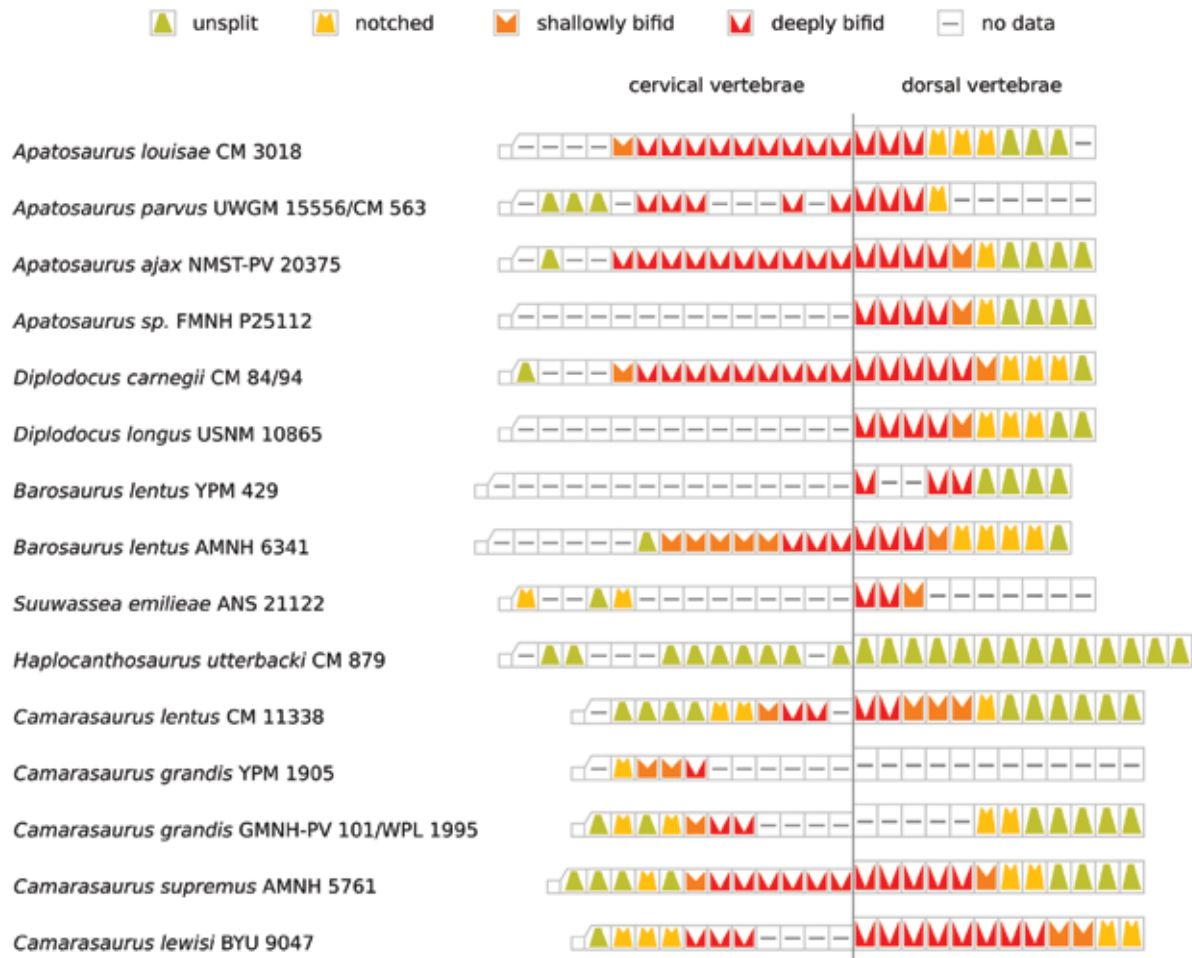 unsplit notched shallowly bifid deeply bifid no data
cervical vertebrae dorsal vertebrae
Apatosaurus louisae CM 3018
Apatosaurus parvus UWGM 15556/CM 563
Apatosaurus ajax NMST-PV 20375
Apatosaurus sp. FMNH P25112
Diplodocus carnegii CM 84/94
Diplodocus longus USNM 10865
Barosaurus lentus YPM 429
Barosaurus lentus AMNH 6341
Suuwassea emilieae ANS 21122
Haplocanthosaurus utterbacki CM 879
Camarasaurus lentus CM 11338
Camarasaurus grandis YPM 1905
Camarasaurus grandis GMNH-PV 101/WPL 1995
Camarasaurus supremus AMNH 5761
Camarasaurus lewisi BYU 9047